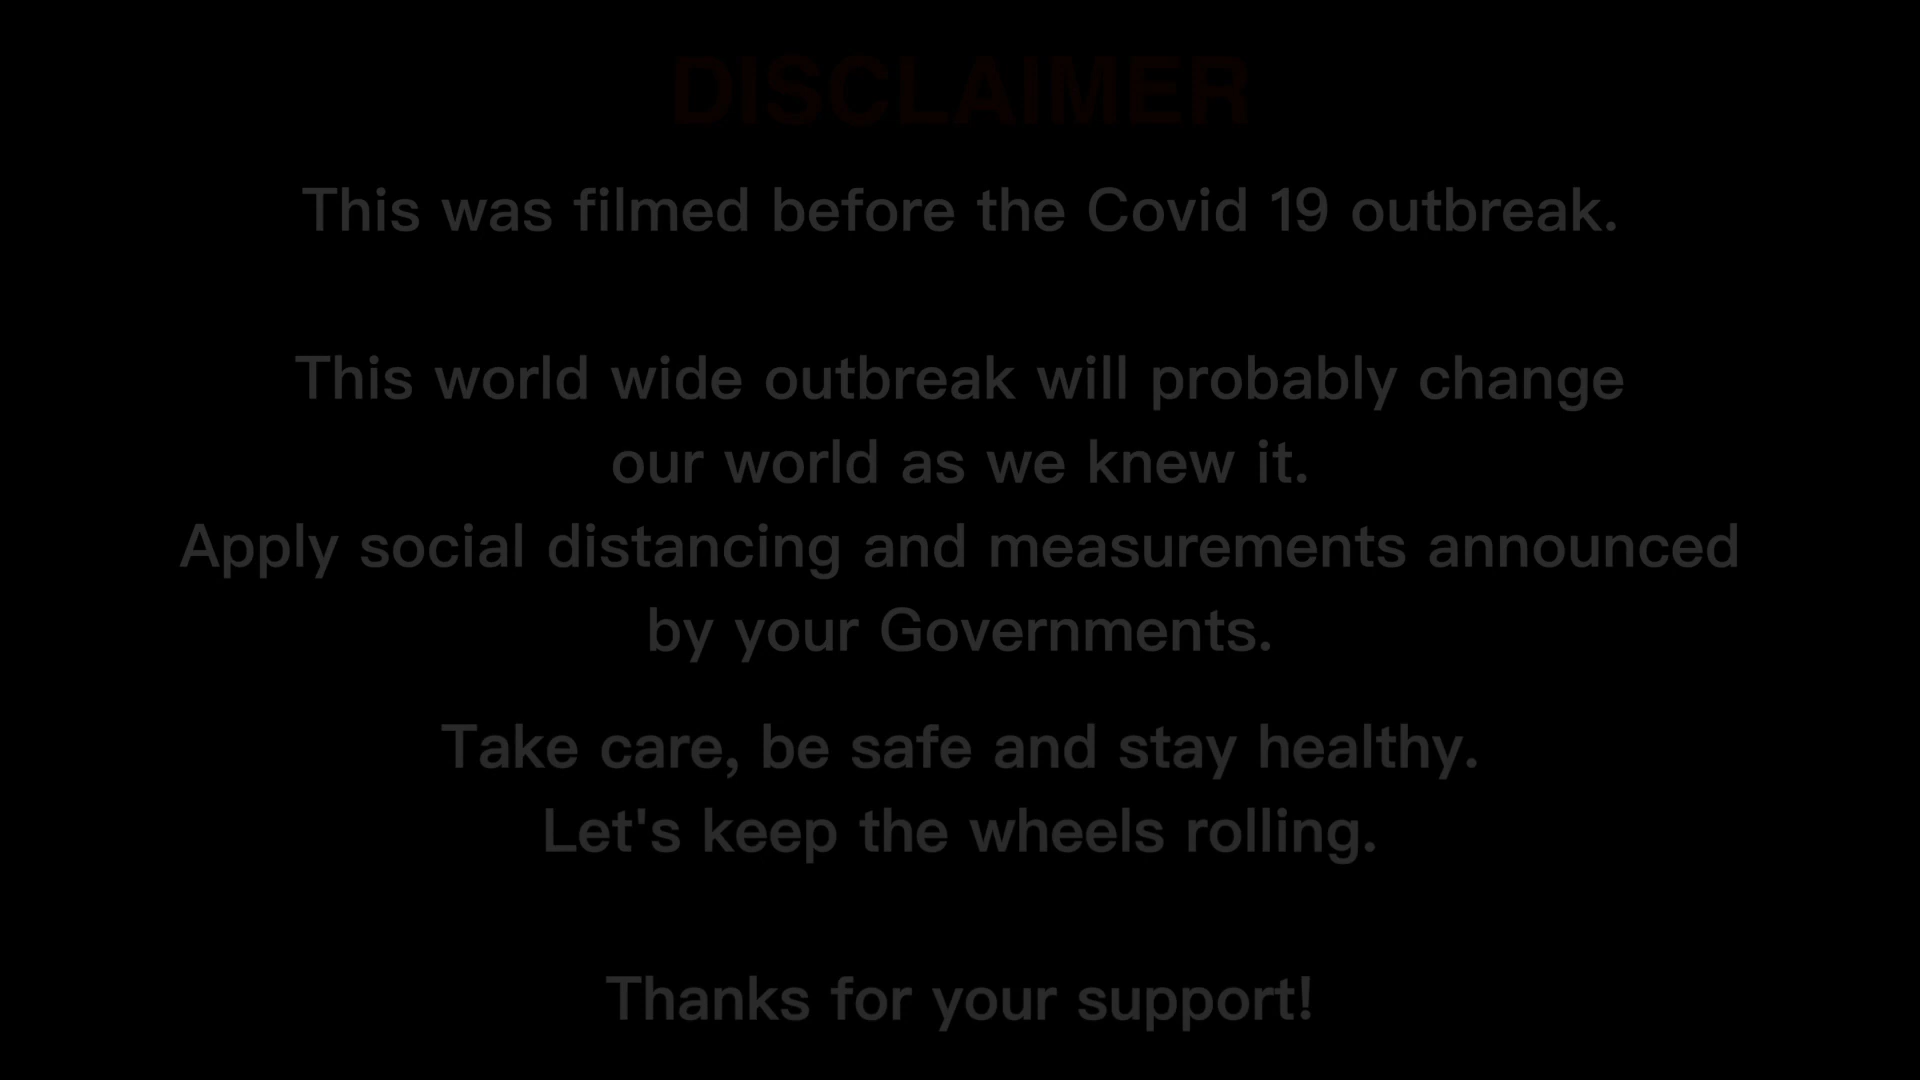 DISCLAIMER
This was filmed before the Covid 19 outbreak.
This world wide outbreak will probably change
our world as we knew it.
Apply social distancing and measurements announced
by your Governments.
Take care, be safe and stay healthy.
Let's keep the wheels rolling.
Thanks for your support!